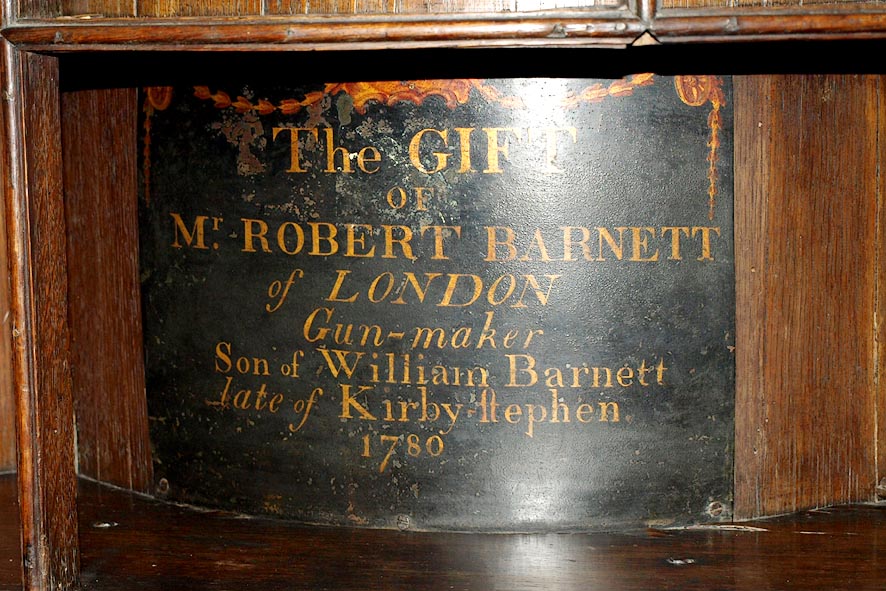 The GIFT
OF
Mr. ROBERT BARNETT
of LONDON
Gun-maker
Son of William Barnett
late of Kirby-ſtephen
1780